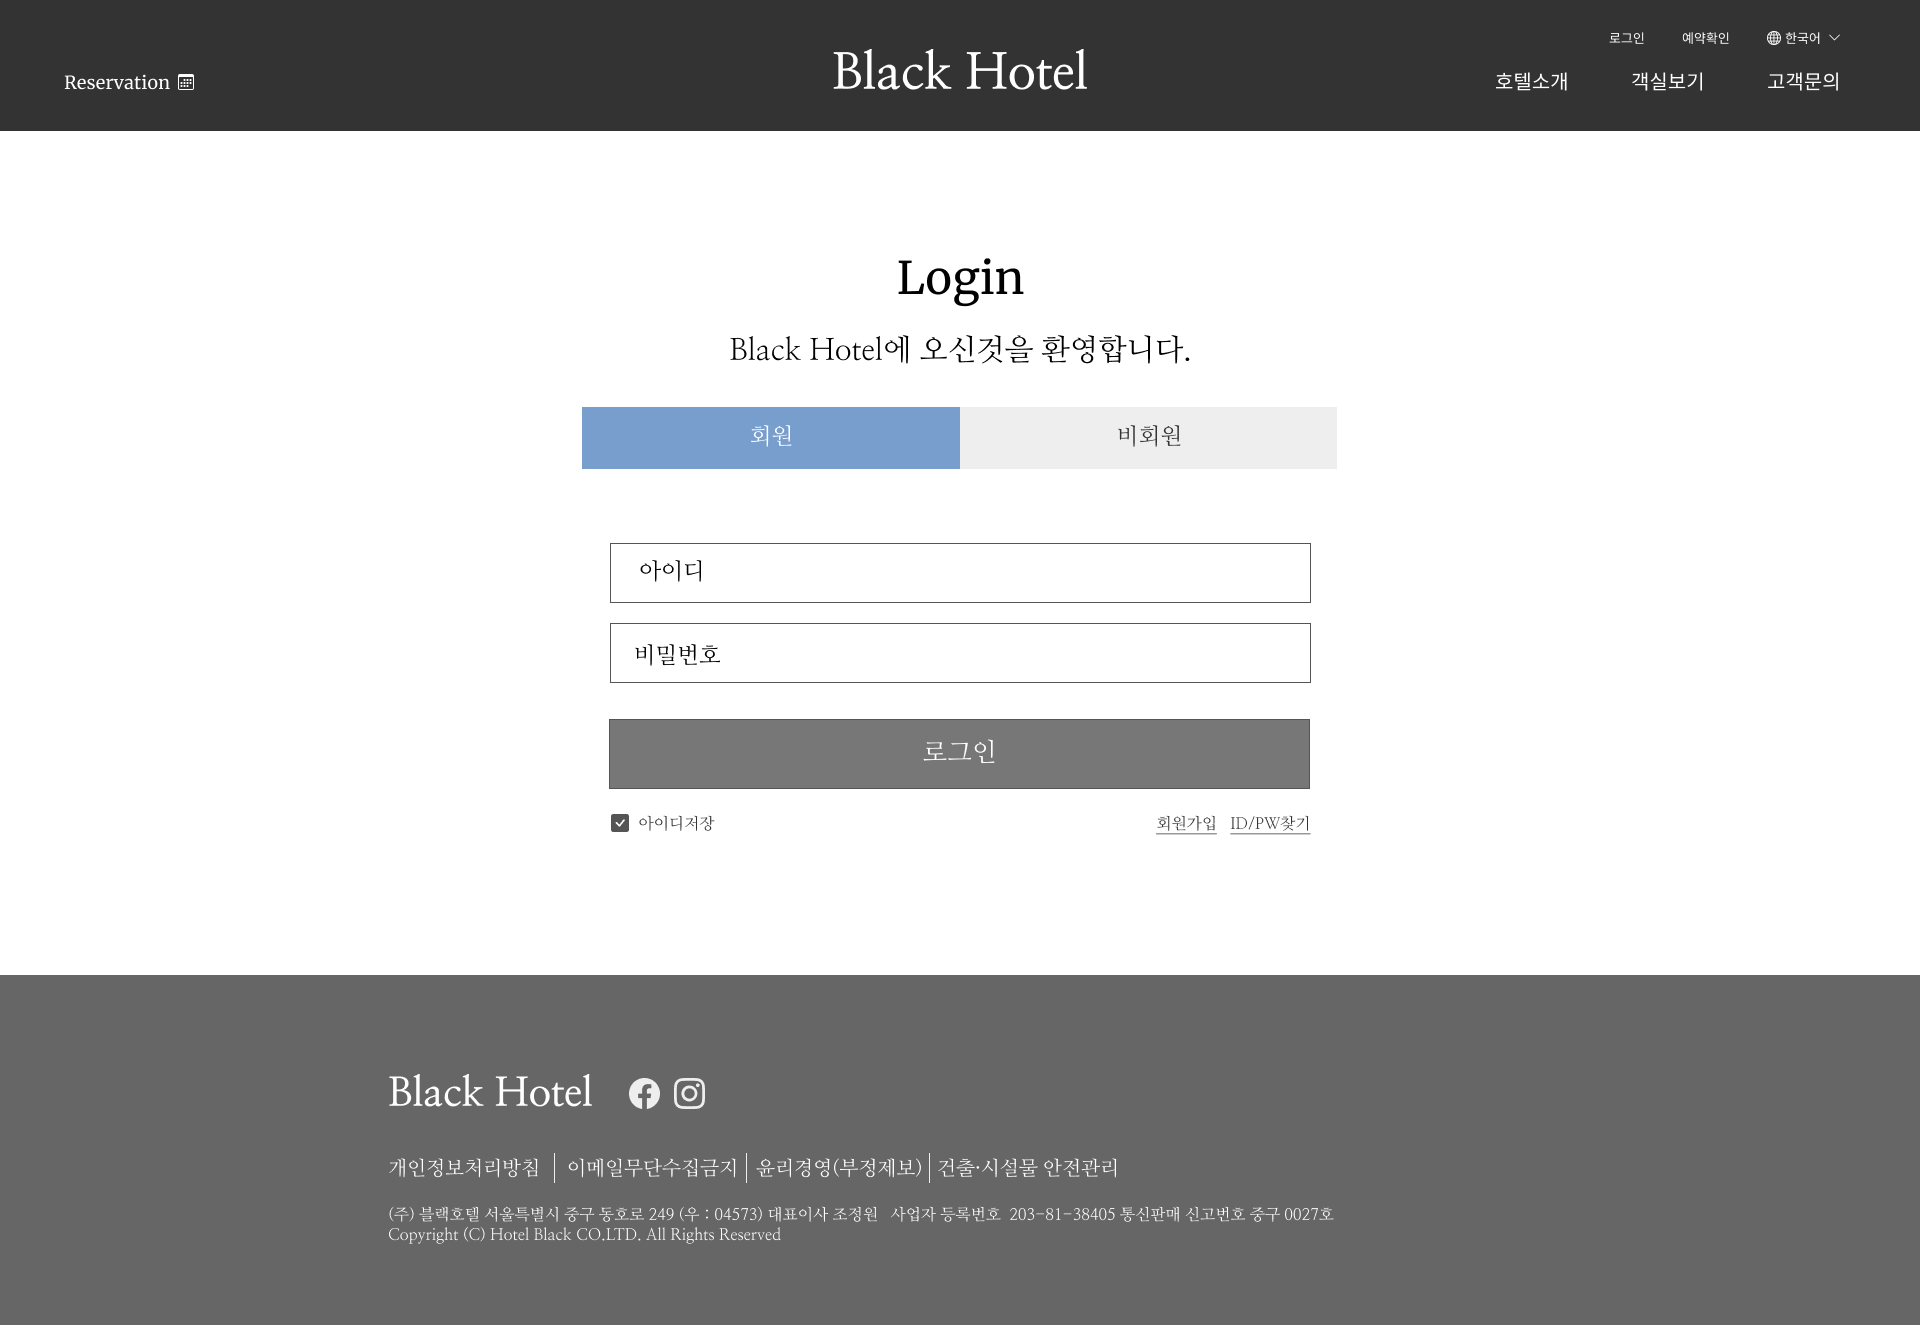 로그인 예약확인 한국어
Reservation
Black Hotel
호텔소개 객실보기 고객문의
Login
Black Hotel에 오신것을 환영합니다.
회원 비회원
아이디
비밀번호
로그인
아이디저장 회원가입 ID/PW찾기
Black Hotel
개인정보처리방침 이메일무단수집금지 윤리경영(부정제보) 건출·시설물 안전관리
(주) 블랙호텔 서울특별시 중구 동호로 249 (우 : 04573) 대표이사 조정원 사업자 등록번호 203-81-38405 통신판매 신고번호 중구 0027호
Copyright (C) Hotel Black CO.LTD. All Rights Reserved